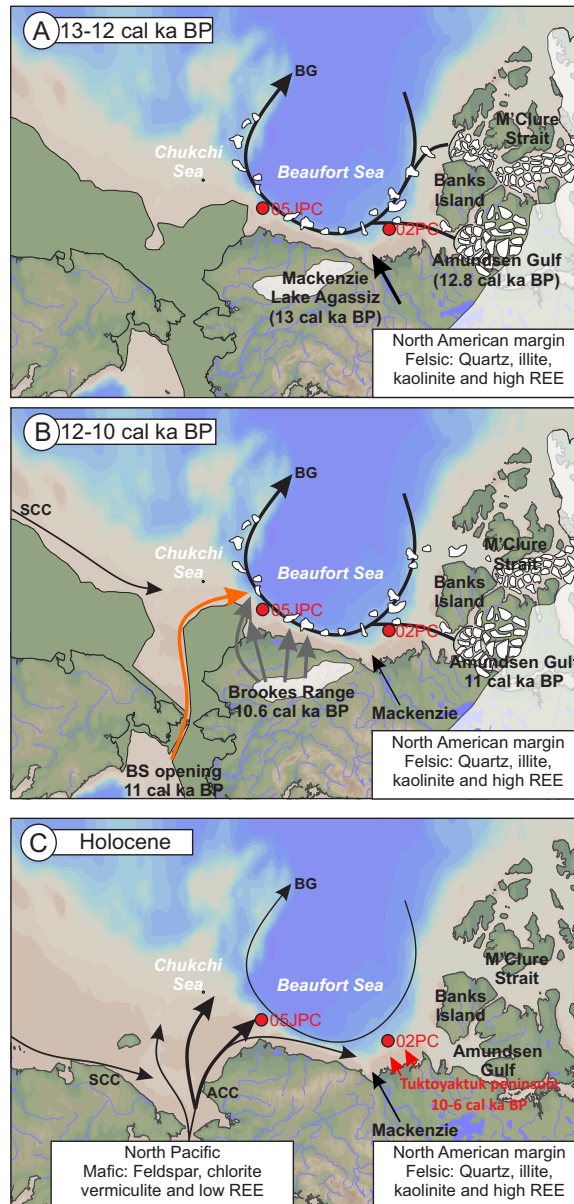 A 13-12 cal ka BP
BG
M'Clure
Strait
Chukchi
Sea
Beaufort Sea
Banks
Island
05JPC
02PC
Amundsen Gulf
(12.8 cal ka BP)
Mackenzie
Lake Agassiz
(13 cal ka BP)
North American margin
Felsic: Quartz, illite,
kaolinite and high REE
B 12-10 cal ka BP
BG
SCC
M'Clure
Strait
Chukchi
Sea
Beaufort Sea
Banks
Island
05JPC
02PC
Amundsen Gulf
11 cal ka BP
Brookes Range
10.6 cal ka BP
Mackenzie
BS opening
11 cal ka BP
North American margin
Felsic: Quartz, illite,
kaolinite and high REE
C Holocene
BG
M'Clure
Strait
Chukchi
Sea
Beaufort Sea
Banks
Island
05JPC
02PC
Amundsen
Gulf
SCC
ACC
Tuktoyaktuk peninsula
10-6 cal ka BP
Mackenzie
North Pacific
Mafic: Feldspar, chlorite
vermiculite and low REE
North American margin
Felsic: Quartz, illite,
kaolinite and high REE